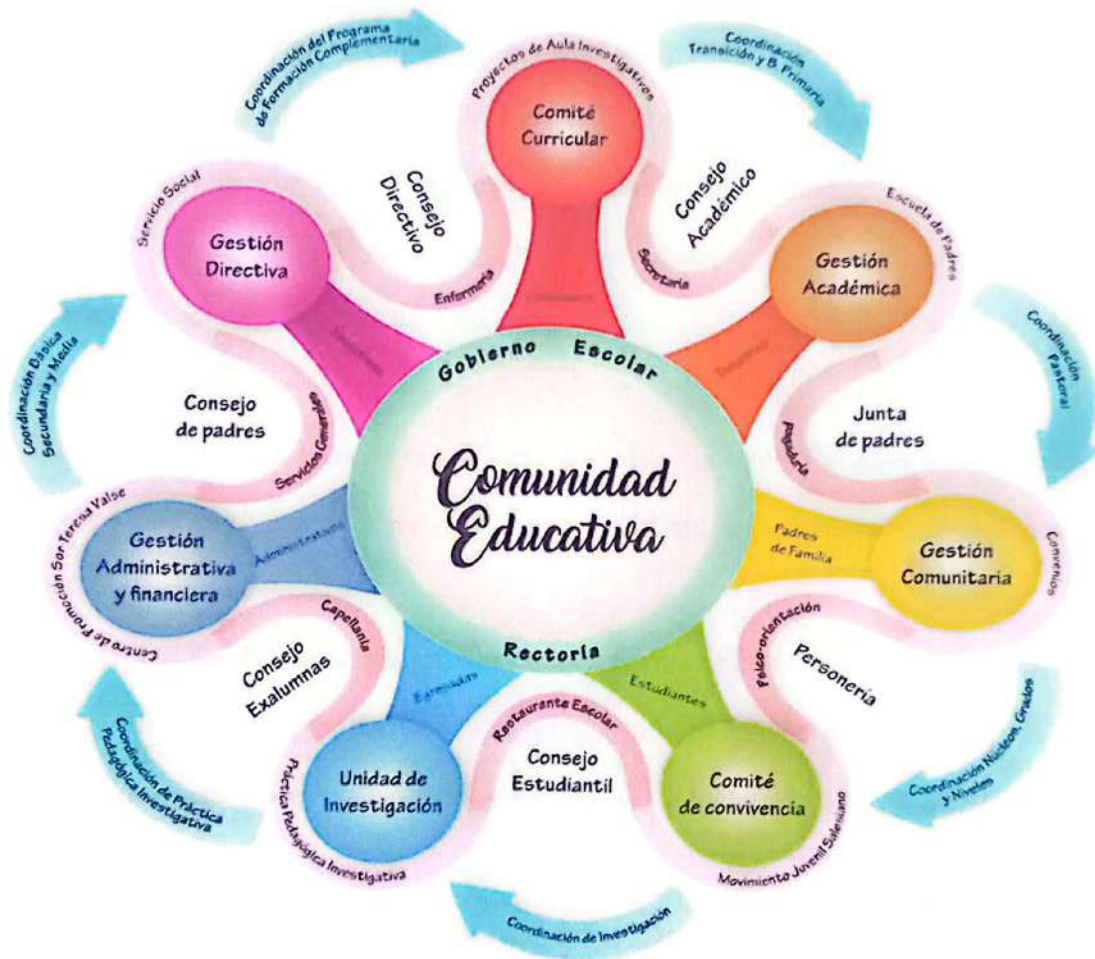 Coordinación del Programa
de Formación Complementaria
Coordinación
Transición y B. Primaria
Proyectos de Aula Investigativos
Comité
Curricular
Consejo
Directivo
Consejo
Académico
Servicio Social
Gestión
Directiva
Enfermería
Secretaria
Escuela de Padres
Gestión
Académica
Gobierno Escolar
Coordinación Básica
Secundaria y Media
Coordinación
Pastoral
Consejo
de padres
Servicios Generales
Junta
de padres
pagaduría
Comunidad
Educativa
Centro de Promoción Sor Teresa Valse
Gestión
Administrativa
y financiera
Administrativos
Padres
de Familia
Gestión
Comunitaria
Convenios
Capellanía
Rectoría
Psico-orientación
Consejo
Exalumnas
Egresadas
Estudiantes
Personería
Restaurante Escolar
Coordinación de Práctica
Pedagógica Investigativa
Práctica Pedagógica Investigativa
Unidad de
Investigación
Consejo
Estudiantil
Comité
de convivencia
Movimiento Juvenil Salesiano
Coordinación Núcleos, Grados
y Niveles
Coordinación de Investigación